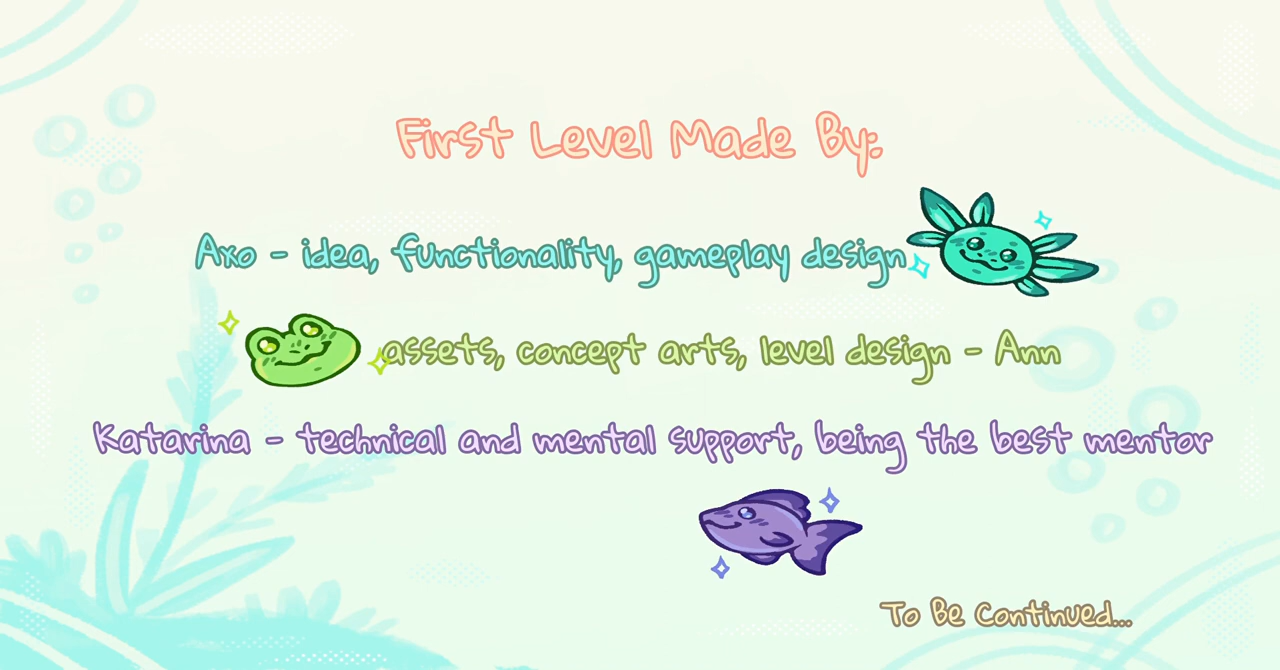 First Level Made By:
Axo - idea, functionality, gameplay design
assets, concept arts, level design - Ann
Katarina - technical and mental support, being the best mentor
To Be Continued...